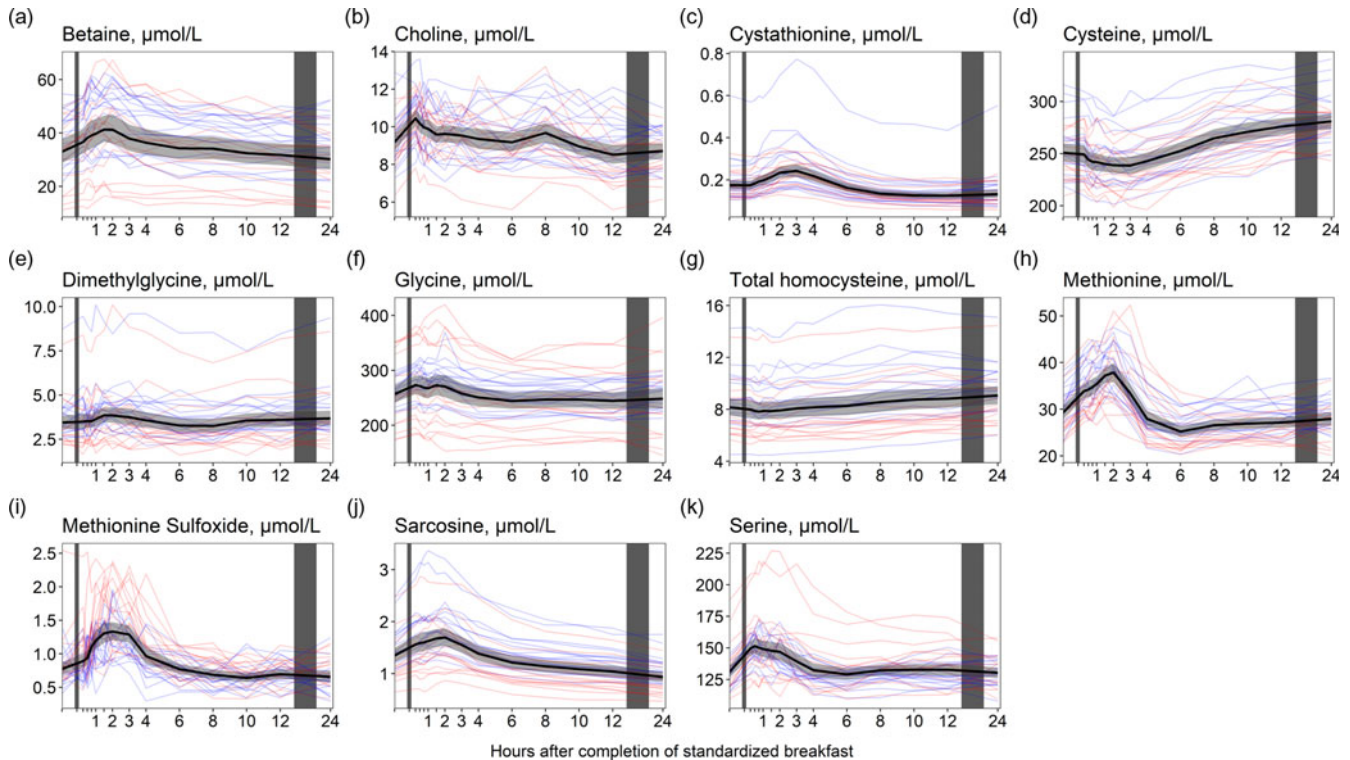 (a) (b) (c) (d)
Betaine, µmol/L Choline, µmol/L Cystathionine, µmol/L Cysteine, µmol/L
60
40
20
1 2 3 4 6 8 10 12 24
14
12
10
8
6
1 2 3 4 6 8 10 12 24
0.8
0.6
0.4
0.2
1 2 3 4 6 8 10 12 24
300
250
200
1 2 3 4 6 8 10 12 24
(e) (f) (g) (h)
Dimethylglycine, µmol/L Glycine, µmol/L Total homocysteine, µmol/L Methionine, µmol/L
10.0
7.5
5.0
2.5
1 2 3 4 6 8 10 12 24
400
300
200
1 2 3 4 6 8 10 12 24
16
12
8
4
1 2 3 4 6 8 10 12 24
50
40
30
20
1 2 3 4 6 8 10 12 24
(i) (j) (k)
Methionine Sulfoxide, µmol/L Sarcosine, µmol/L Serine, µmol/L
2.5
2.0
1.5
1.0
0.5
1 2 3 4 6 8 10 12 24
3
2
1
1 2 3 4 6 8 10 12 24
225
200
175
150
125
1 2 3 4 6 8 10 12 24
Hours after completion of standardized breakfast